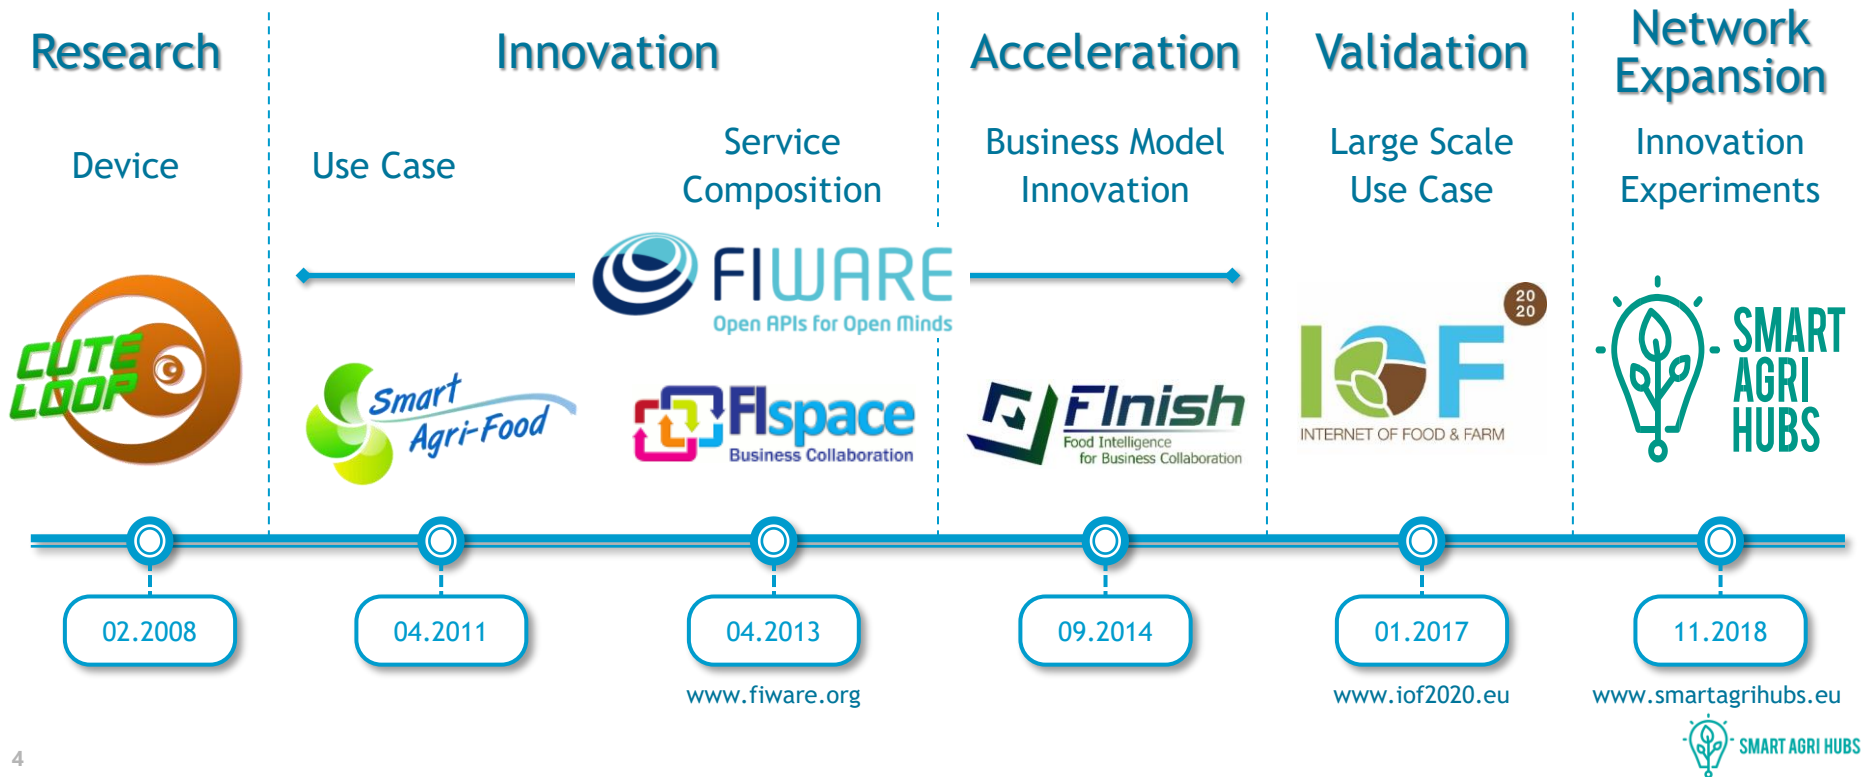 Research
Innovation
Acceleration
Validation
Network
Expansion
Device
Use Case
Service
Composition
Business Model
Innovation
Large Scale
Use Case
Innovation
Experiments
FIWARE
Open APIs for Open Minds
CUTE
LOOP
Smart
Agri-Food
FIspace
Business Collaboration
FInish
Food Intelligence
for Business Collaboration
20
20
IOF
INTERNET OF FOOD & FARM
SMART
AGRI
HUBS
02.2008
04.2011
04.2013
09.2014
01.2017
11.2018
www.fiware.org
www.iof2020.eu
www.smartagrihubs.eu
SMART AGRI HUBS
4